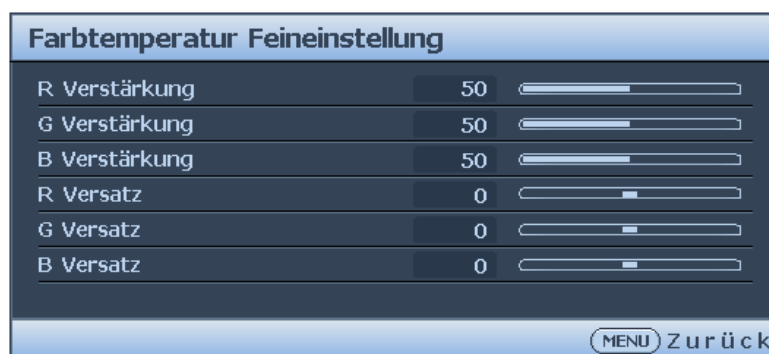 Farbtemperatur Feineinstellung
R Verstärkung 50
G Verstärkung 50
B Verstärkung 50
R Versatz 0
G Versatz 0
B Versatz 0
MENU Zurück